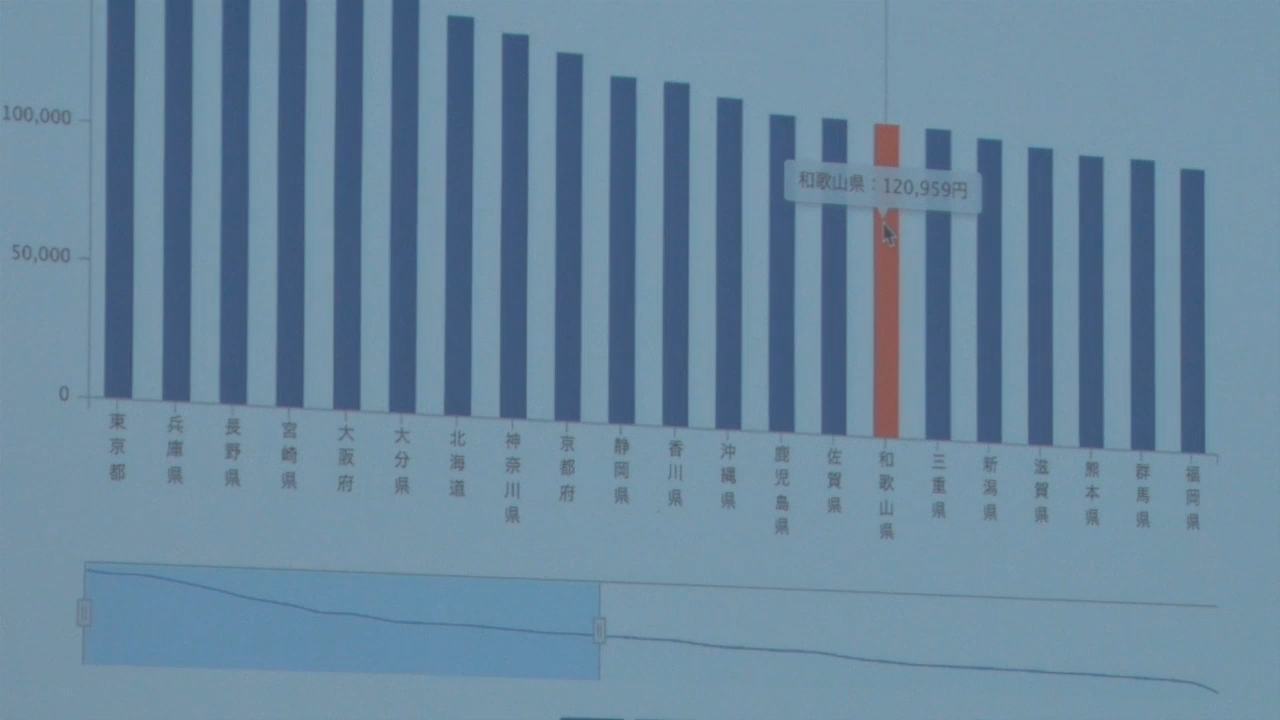 100,000
50,000
0
和歌山県：120,959円
東京都
兵庫県
長野県
宮崎県
大阪府
大分県
北海道
神奈川県
京都府
静岡県
香川県
沖縄県
鹿児島県
佐賀県
和歌山県
三重県
新潟県
滋賀県
熊本県
群馬県
福岡県